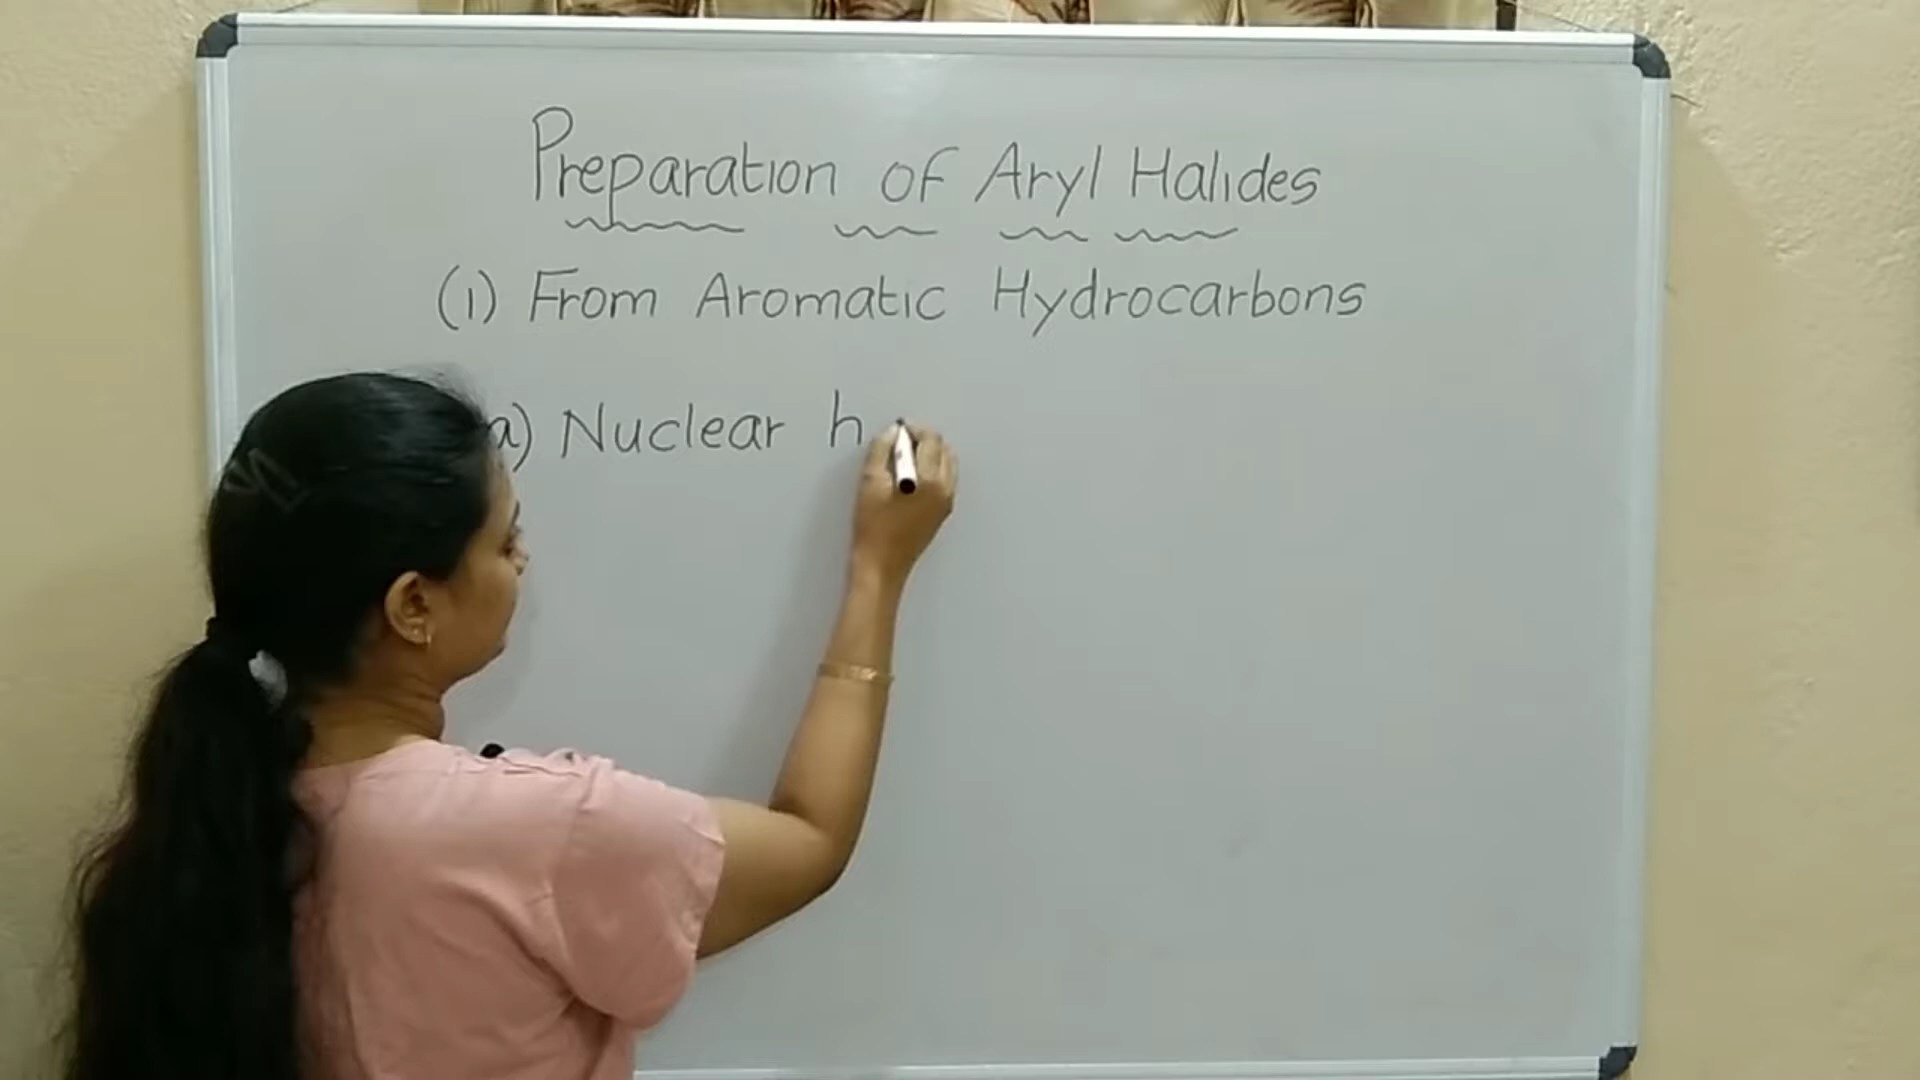 Preparation of Aryl Halides
(1) From Aromatic Hydrocarbons
a) Nuclear h